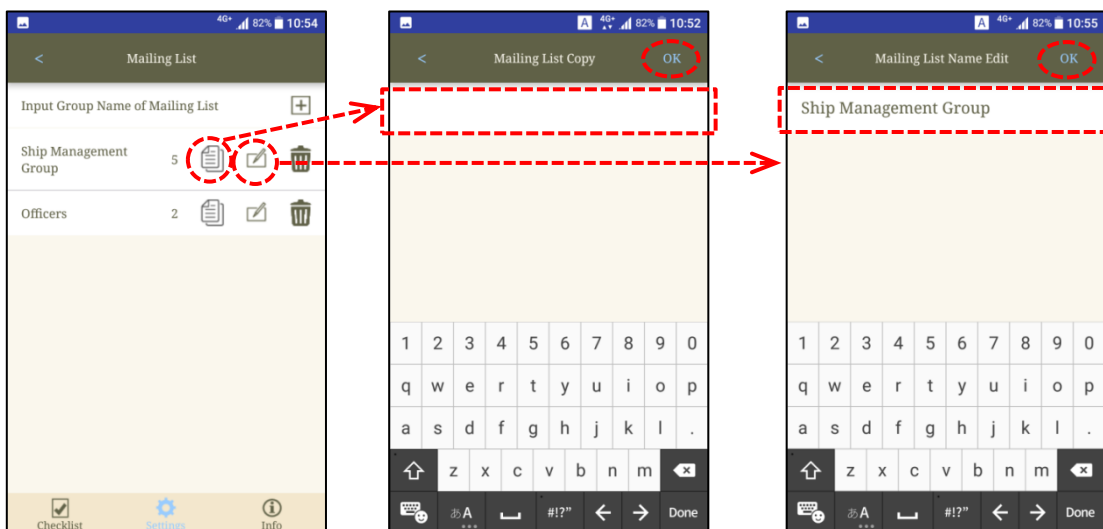 4G+ 82% 10:54
< Mailing List
Input Group Name of Mailing List
Ship Management
Group
5
Officers 2
Checklist Settings Info
A 4G+ 82% 10:52
< Mailing List Copy OK
1 2 3 4 5 6 7 8 9 0
q w e r t y u i o p
a s d f g h j k l .
z x c v b n m
あA #!?" ← → Done
A 4G+ 82% 10:55
< Mailing List Name Edit OK
Ship Management Group
1 2 3 4 5 6 7 8 9 0
q w e r t y u i o p
a s d f g h j k l .
z x c v b n m
あA #!?" ← → Done